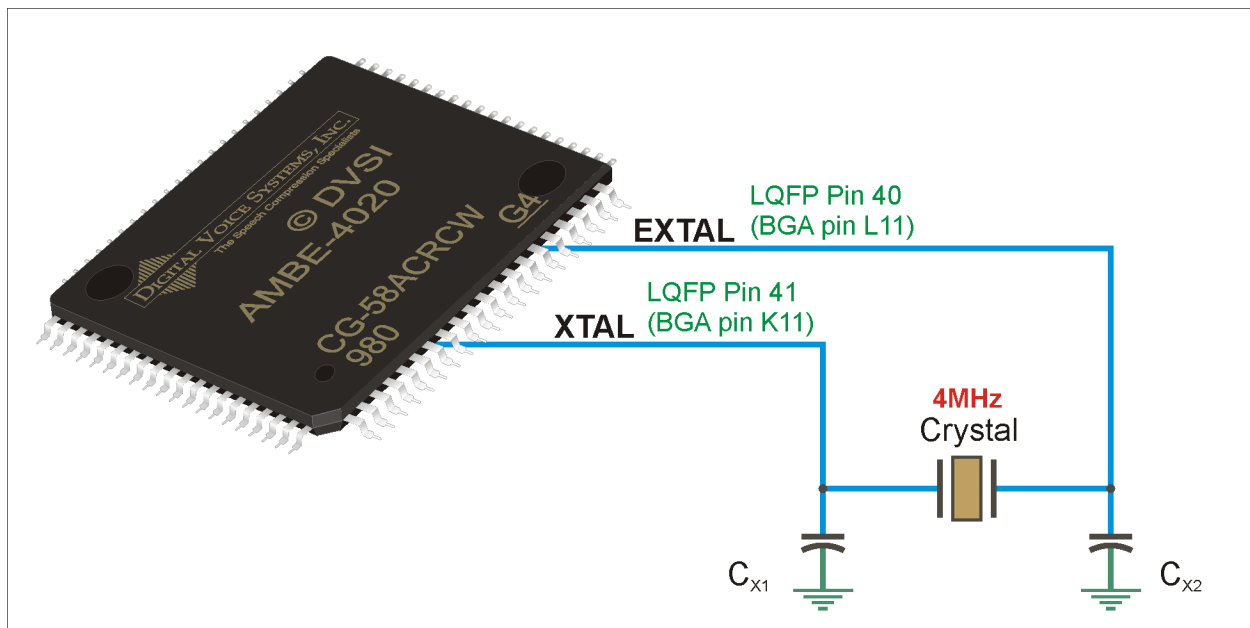 DIGITAL VOICE SYSTEMS, INC.
The Speech Compression Specialists
© DVSI
AMBE-4020
CG-58ACRCW
980
G4
EXTAL
LQFP Pin 40
(BGA pin L11)
XTAL
LQFP Pin 41
(BGA pin K11)
4MHz
Crystal
CX1
CX2